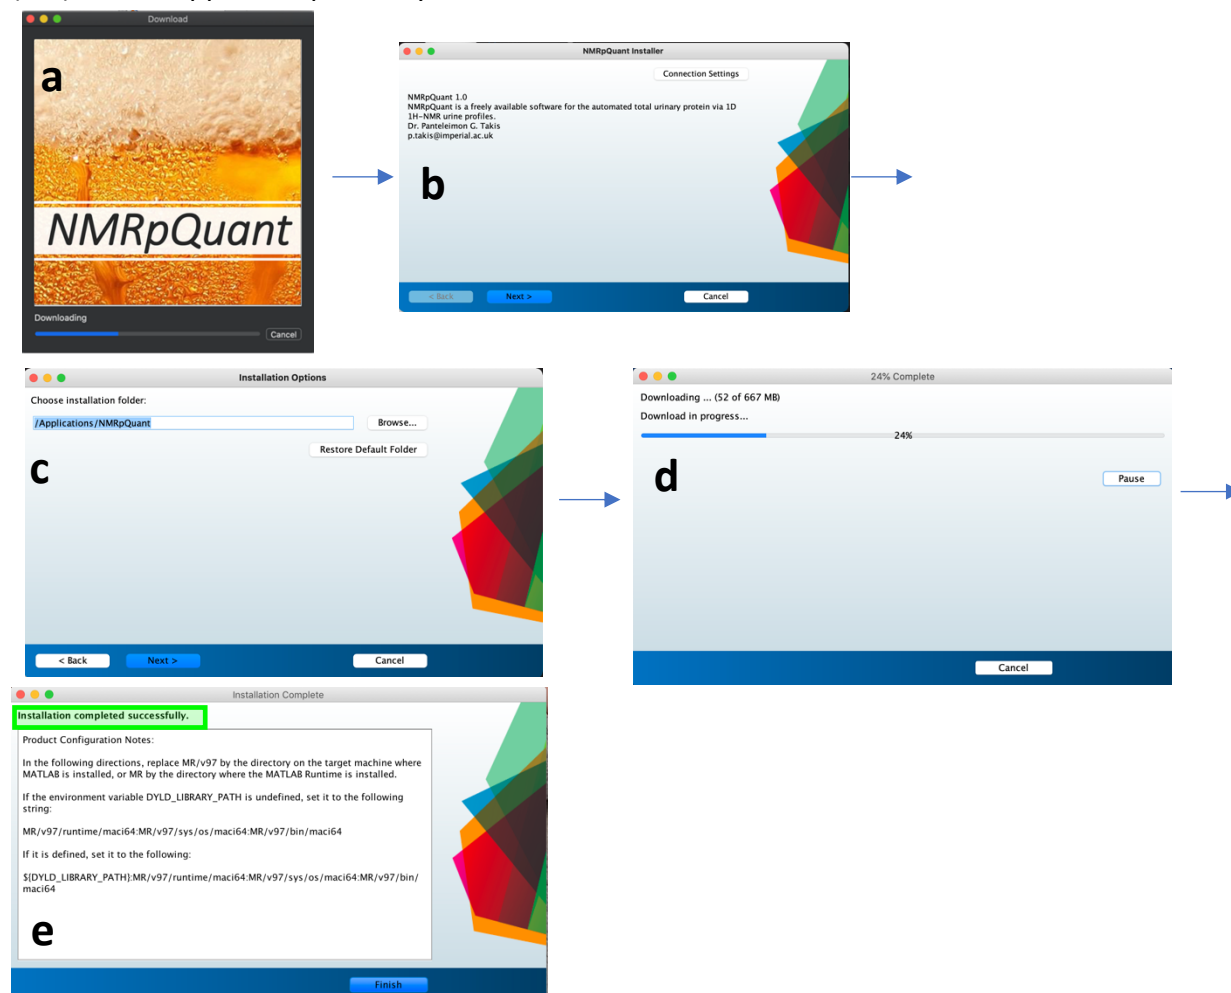 Download
a
NMRpQuant
Downloading
Cancel
NMRpQuant Installer
Connection Settings
NMRpQuant 1.0
NMRpQuant is a freely available software for the automated total urinary protein via 1D
1H-NMR urine profiles.
Dr. Panteleimon G. Takis
p.takis@imperial.ac.uk
b
< Back
Next >
Cancel
Installation Options
Choose installation folder:
/Applications/NMRpQuant
Browse...
Restore Default Folder
c
< Back
Next >
Cancel
24% Complete
Downloading ... (52 of 667 MB)
Download in progress...
24%
d
Pause
Cancel
Installation Complete
Installation completed successfully.
Product Configuration Notes:
In the following directions, replace MR/v97 by the directory on the target machine where
MATLAB is installed, or MR by the directory where the MATLAB Runtime is installed.
If the environment variable DYLD_LIBRARY_PATH is undefined, set it to the following
string:
MR/v97/runtime/maci64:MR/v97/sys/os/maci64:MR/v97/bin/maci64
If it is defined, set it to the following:
${DYLD_LIBRARY_PATH}:MR/v97/runtime/maci64:MR/v97/sys/os/maci64:MR/v97/bin/
maci64
e
Finish